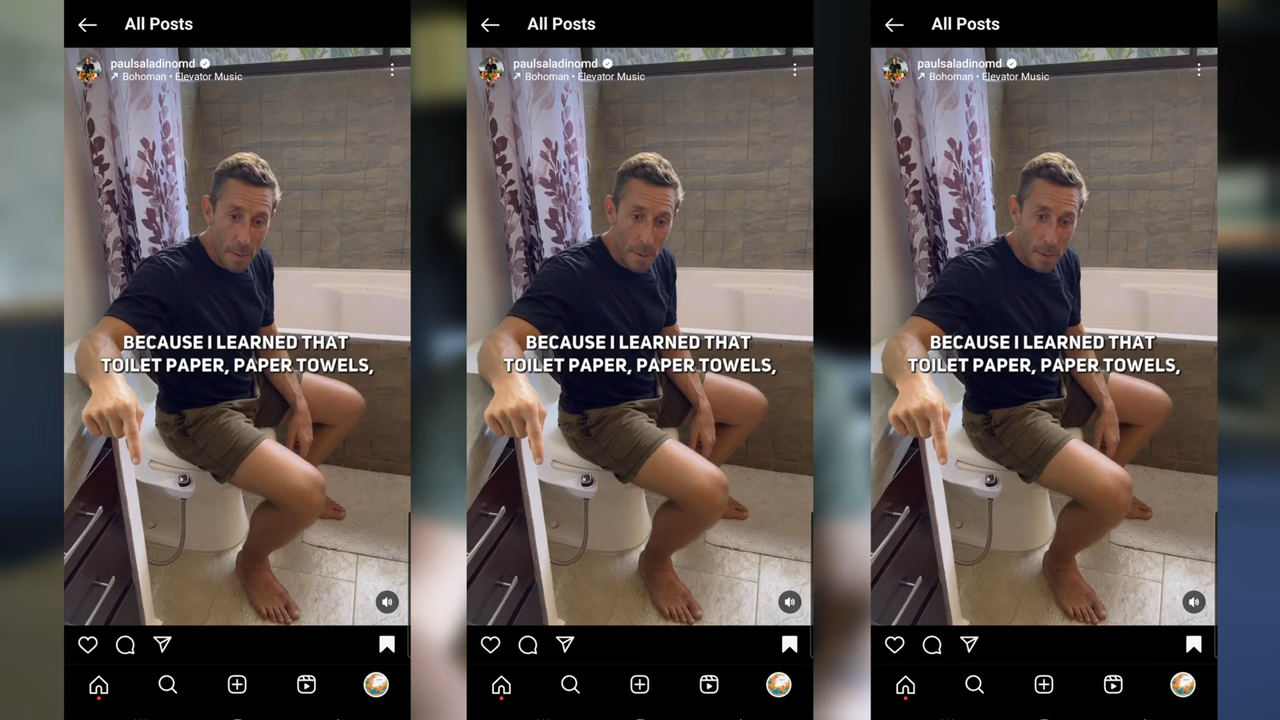 All Posts
paulsaladinomd
Bohoman • Elevator Music
BECAUSE I LEARNED THAT
TOILET PAPER, PAPER TOWELS,
All Posts
paulsaladinomd
Bohoman • Elevator Music
BECAUSE I LEARNED THAT
TOILET PAPER, PAPER TOWELS,
All Posts
paulsaladinomd
Bohoman • Elevator Music
BECAUSE I LEARNED THAT
TOILET PAPER, PAPER TOWELS,